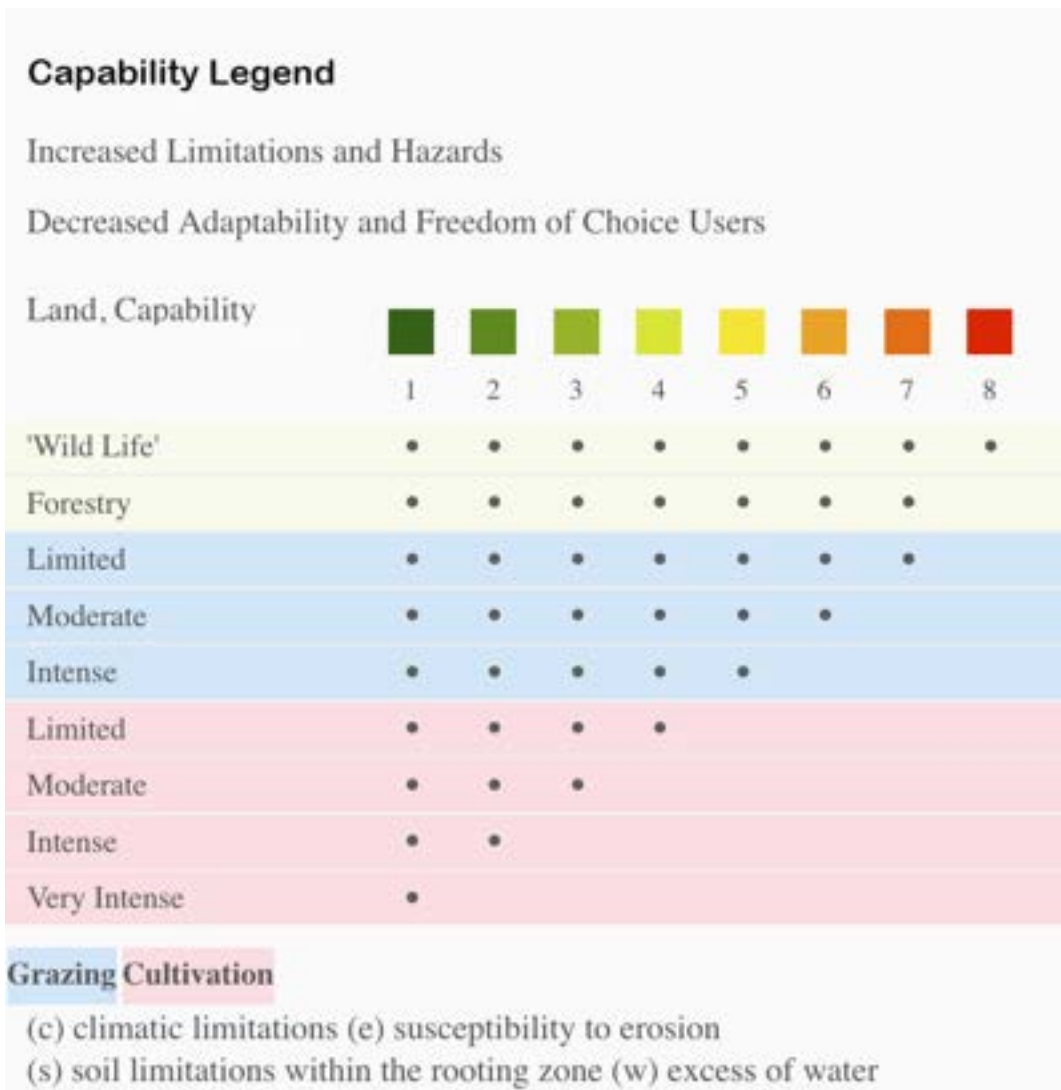 Capability Legend
Increased Limitations and Hazards
Decreased Adaptability and Freedom of Choice Users
Land, Capability
1 2 3 4 5 6 7 8
'Wild Life' • • • • • • • •
Forestry • • • • • • •
Limited • • • • • • •
Moderate • • • • • •
Intense • • • • •
Limited • • • •
Moderate • • •
Intense • •
Very Intense •
Grazing Cultivation
(c) climatic limitations (e) susceptibility to erosion
(s) soil limitations within the rooting zone (w) excess of water